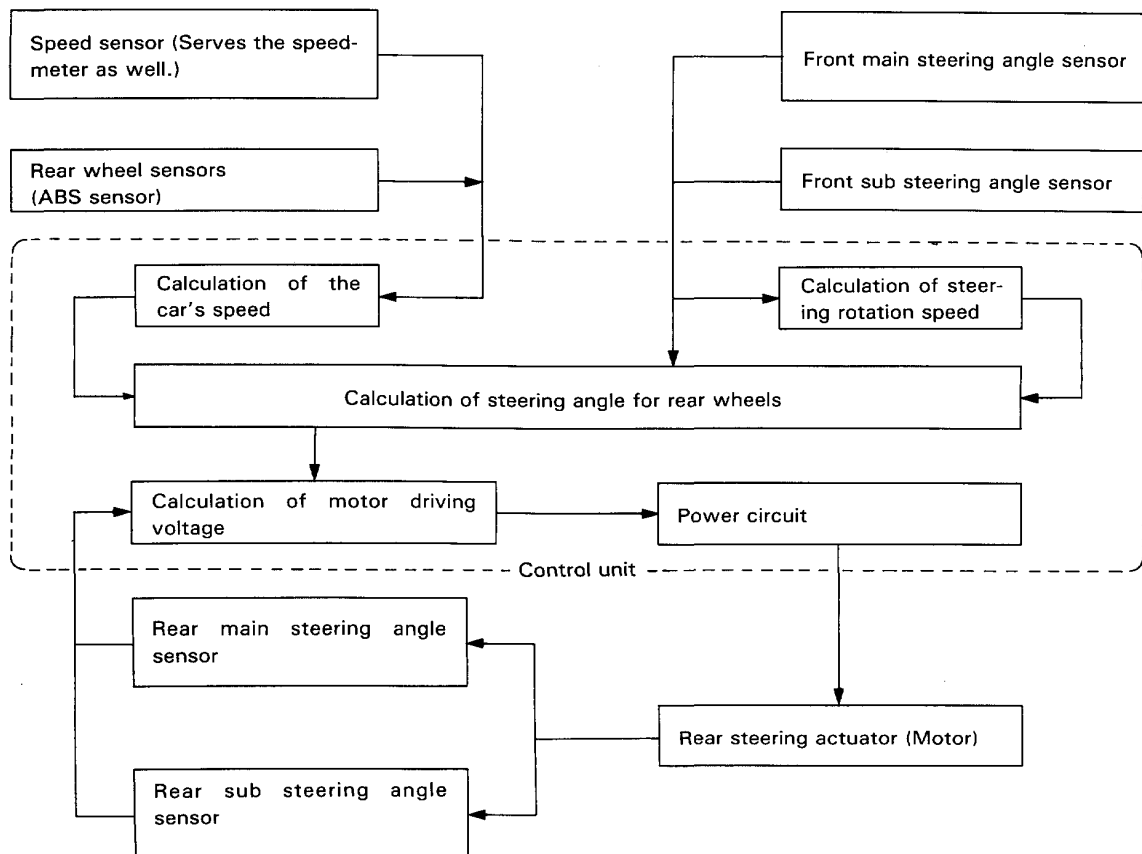 Speed sensor (Serves the speed-
meter as well.)
Front main steering angle sensor
Rear wheel sensors
(ABS sensor)
Front sub steering angle sensor
Calculation of the
car's speed
Calculation of steer-
ing rotation speed
Calculation of steering angle for rear wheels
Calculation of motor driving
voltage
Power circuit
Control unit
Rear main steering angle
sensor
Rear steering actuator (Motor)
Rear sub steering angle
sensor